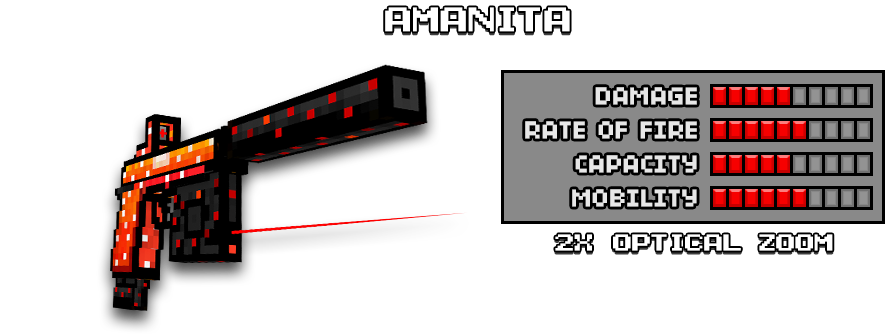 AMANITA
DAMAGE
RATE OF FIRE
CAPACITY
MOBILITY
2X OPTICAL ZOOM